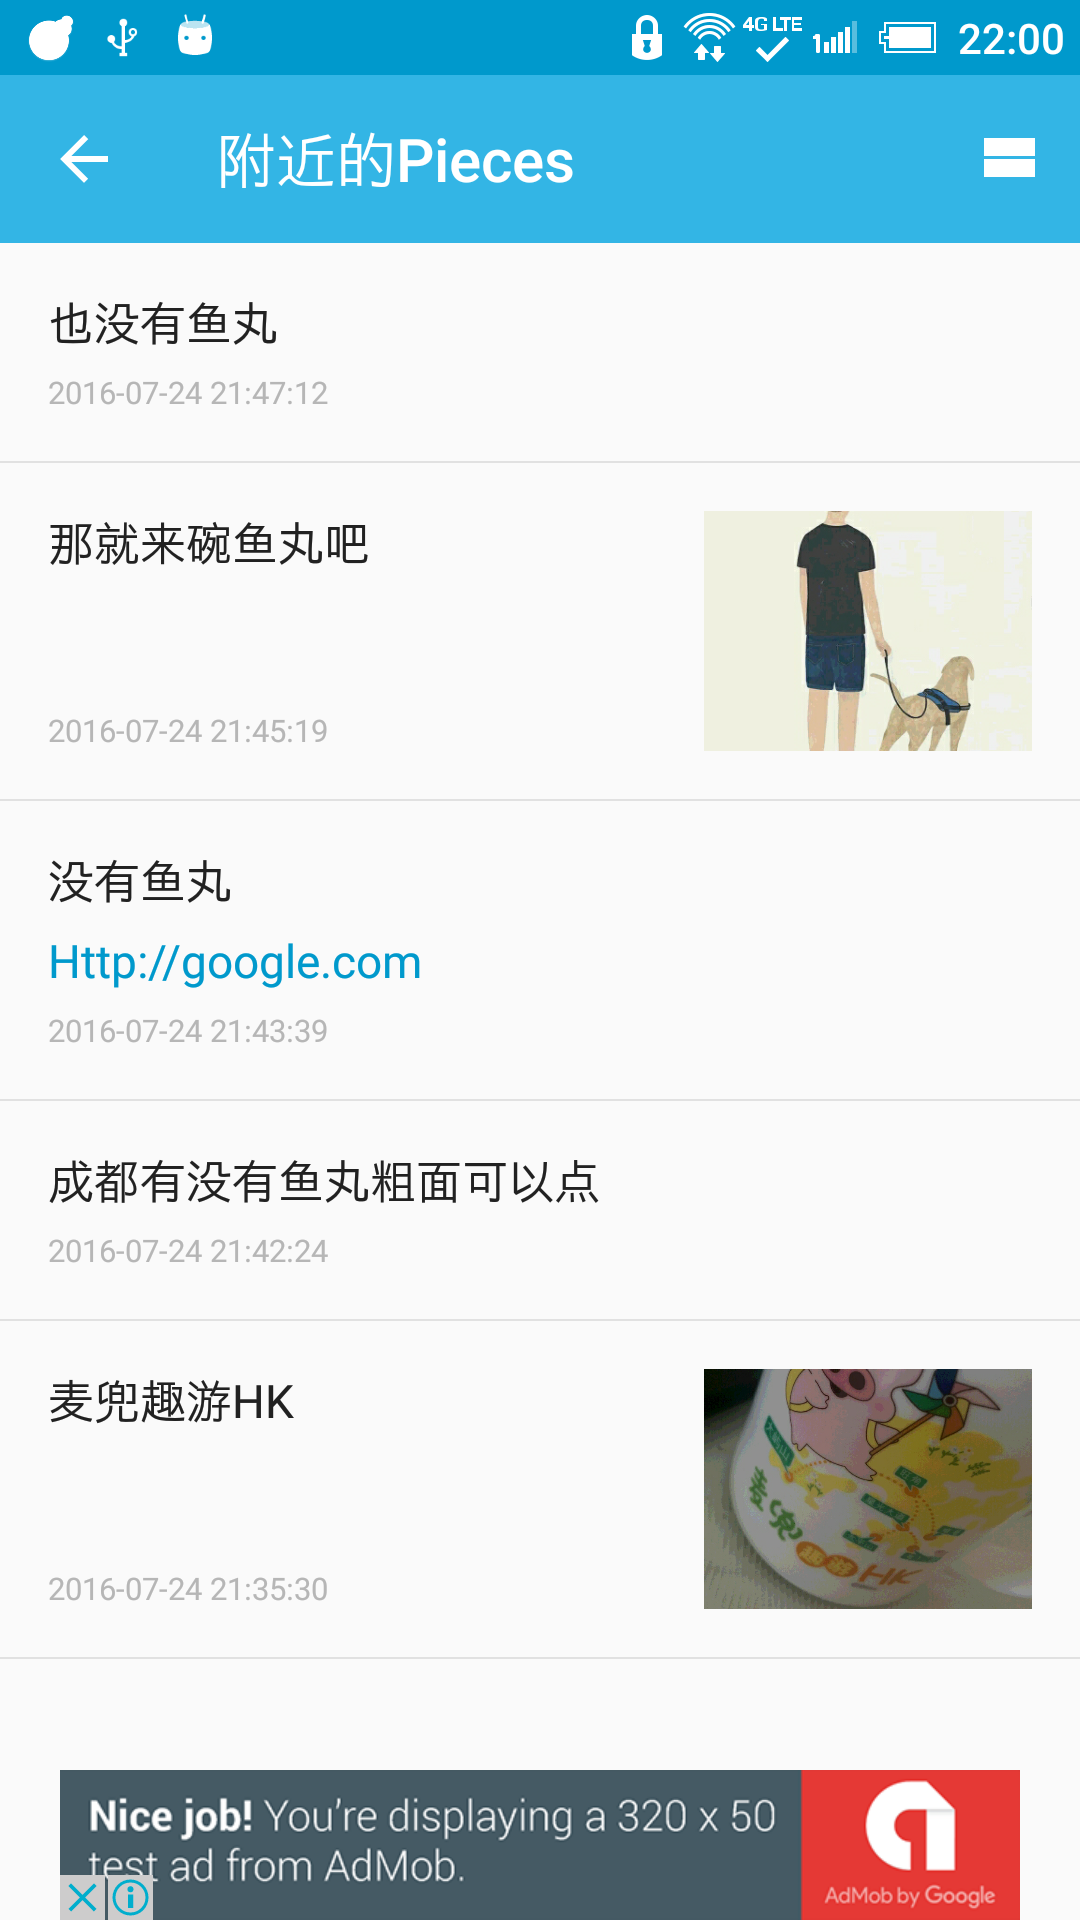 4G LTE
22:00
附近的Pieces
也没有鱼丸
2016-07-24 21:47:12
那就来碗鱼丸吧
2016-07-24 21:45:19
没有鱼丸
Http://google.com
2016-07-24 21:43:39
成都有没有鱼丸粗面可以点
2016-07-24 21:42:24
麦兜趣游HK
麦兜
HK
2016-07-24 21:35:30
Nice job! You're displaying a 320 x 50
test ad from AdMob.
AdMob by Google